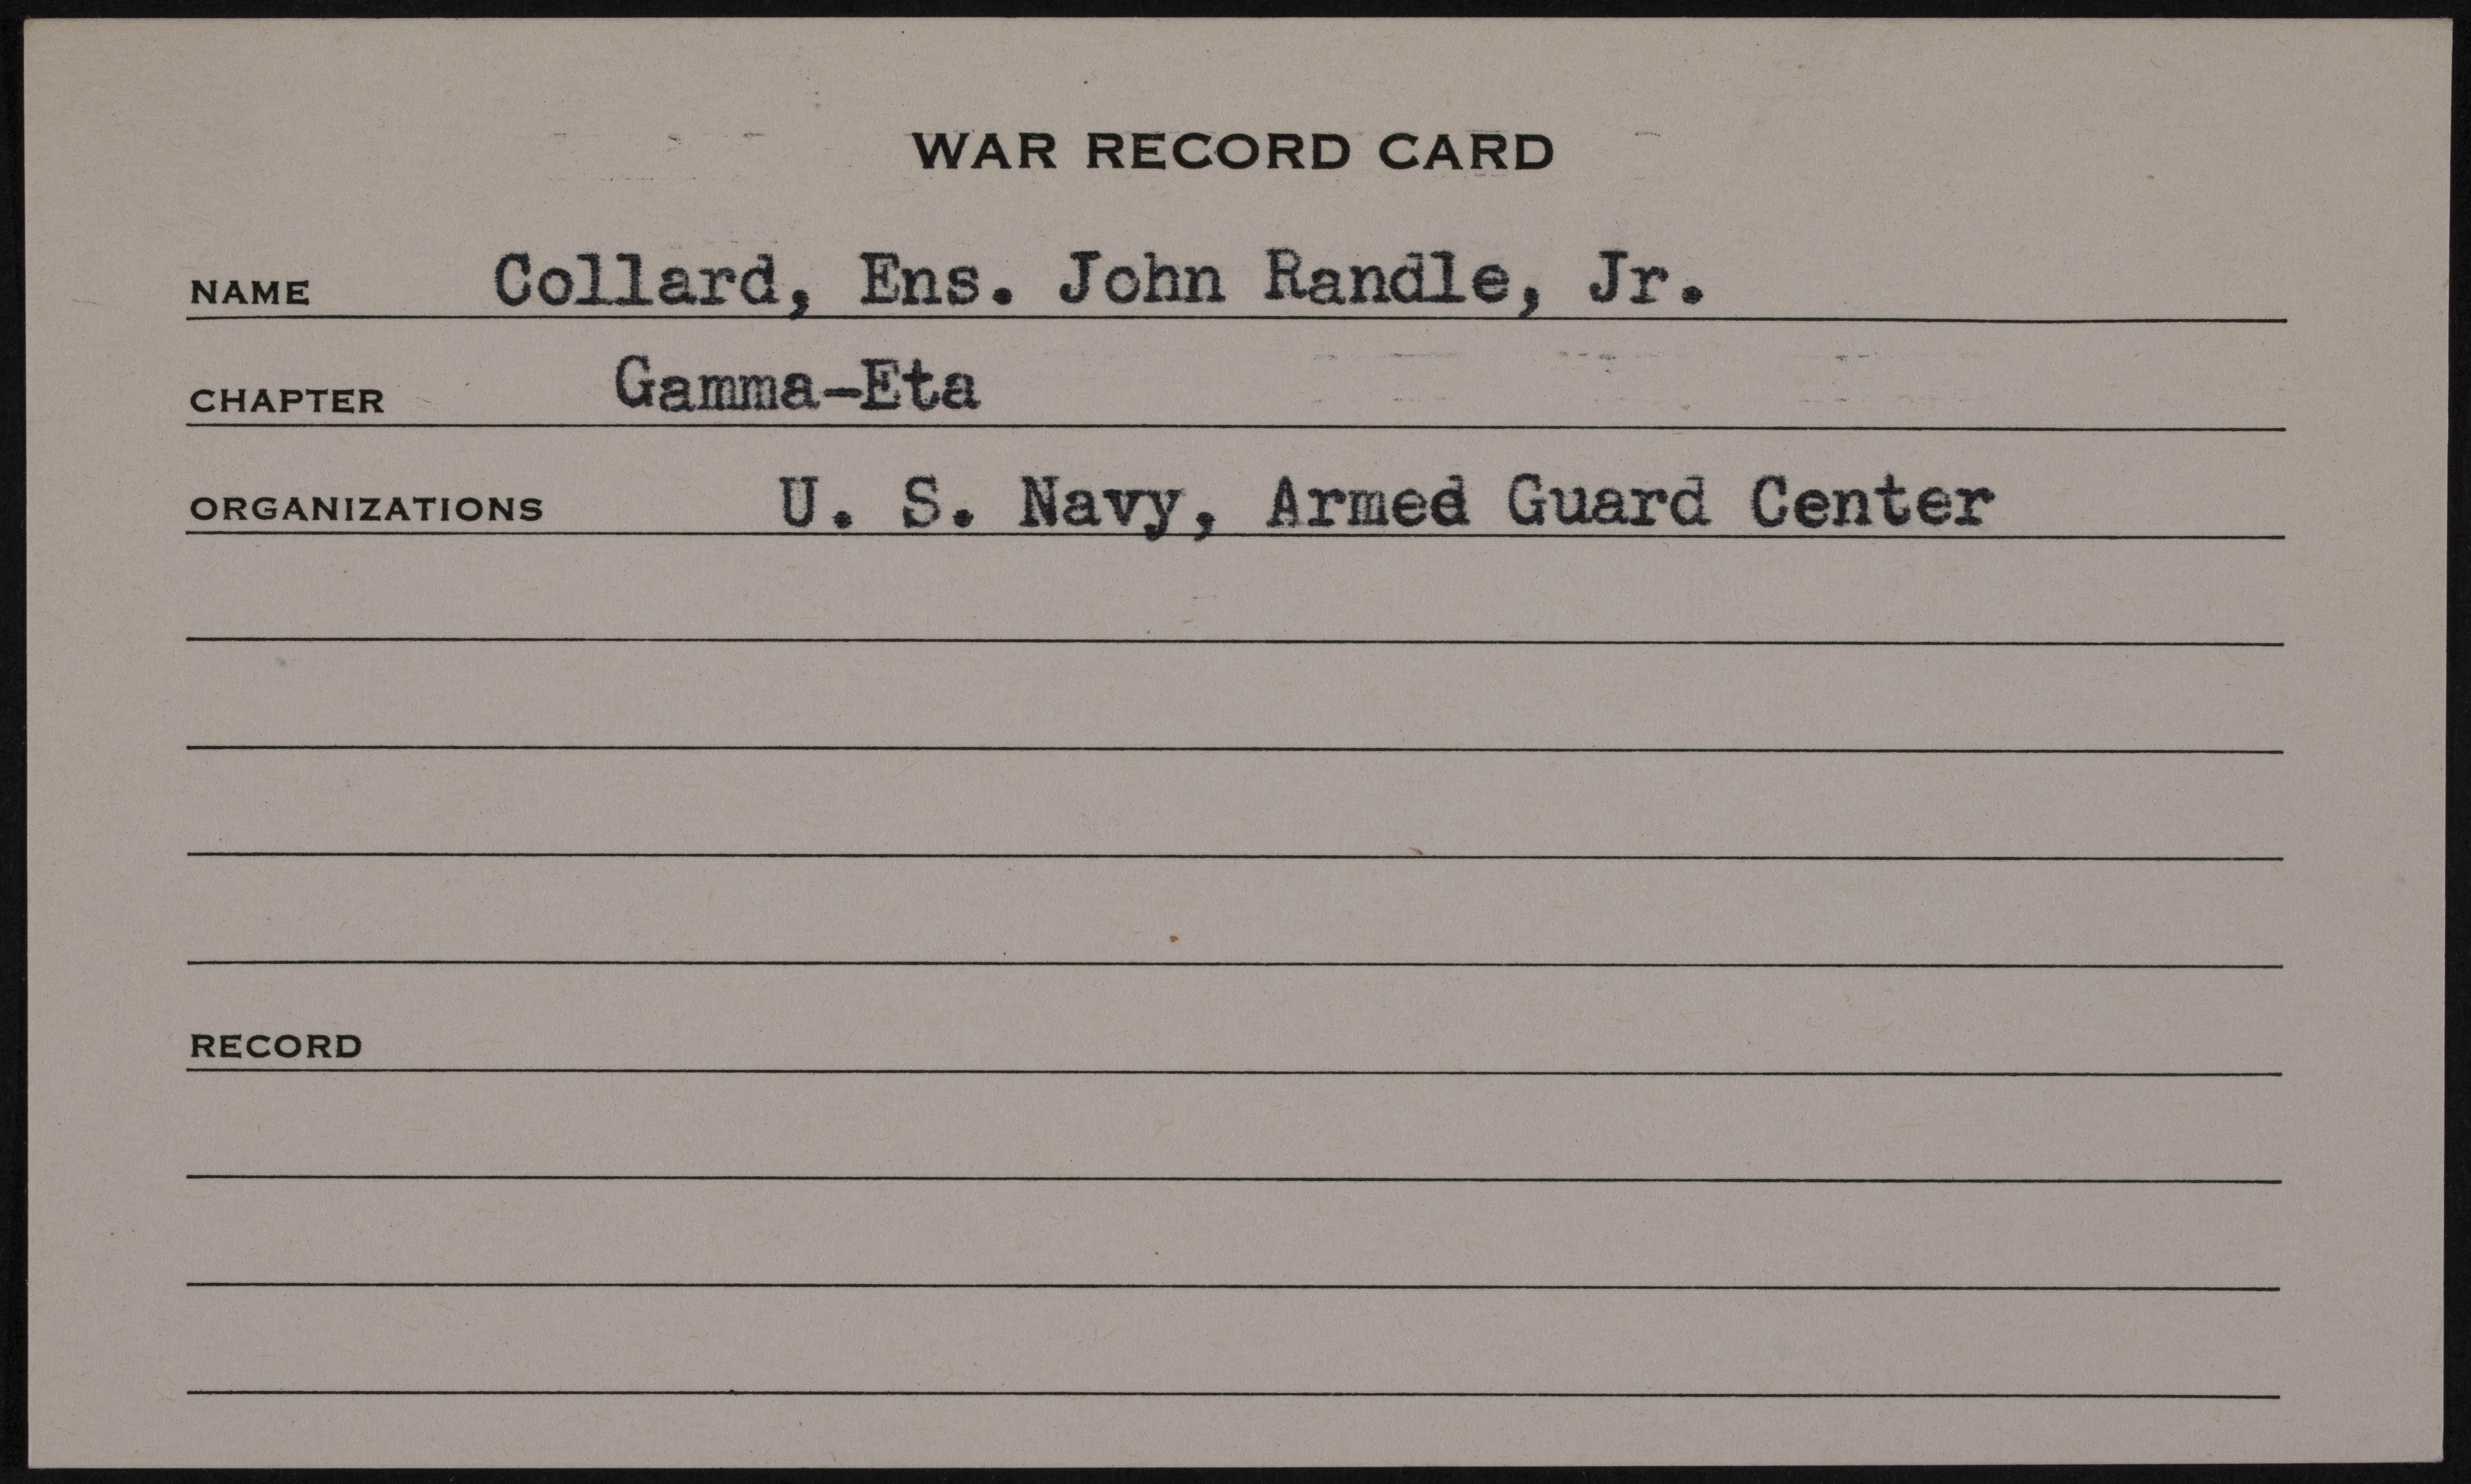 WAR RECORD CARD
NAME Collard, Ens. John Randle, Jr.
CHAPTER Gamma-Eta
ORGANIZATIONS U. S. Navy, Armed Guard Center
RECORD